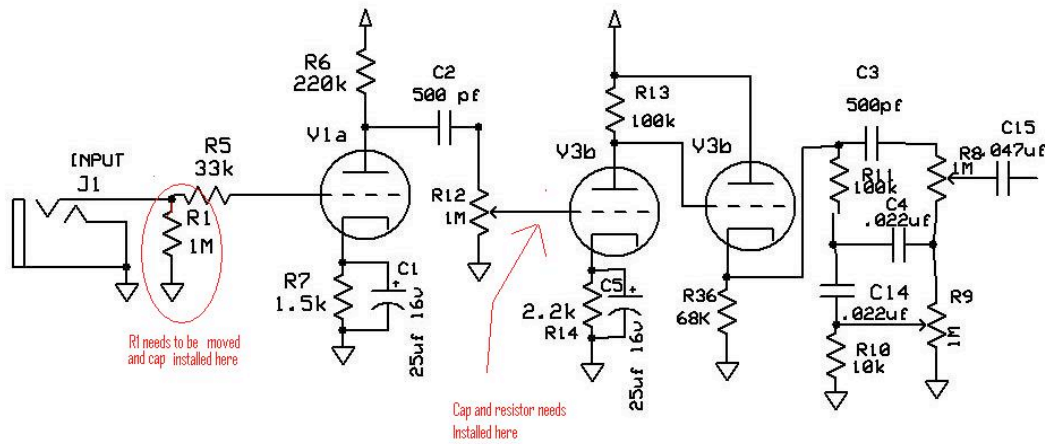 INPUT
J1
R1
1M
R5
33k
R6
220k
V1a
R7
1.5k
C1
25uf 16v
C2
500 pf
R12
1M
R13
100k
V3b
C5
2.2k
R14
25uf 16v
V3b
R36
68K
C3
500pf
R11
100k
R8
1M
C15
.047uf
C4
.022uf
C14
.022uf
R9
1M
R10
10k
R1 needs to be moved
and cap installed here
Cap and resistor needs
Installed here